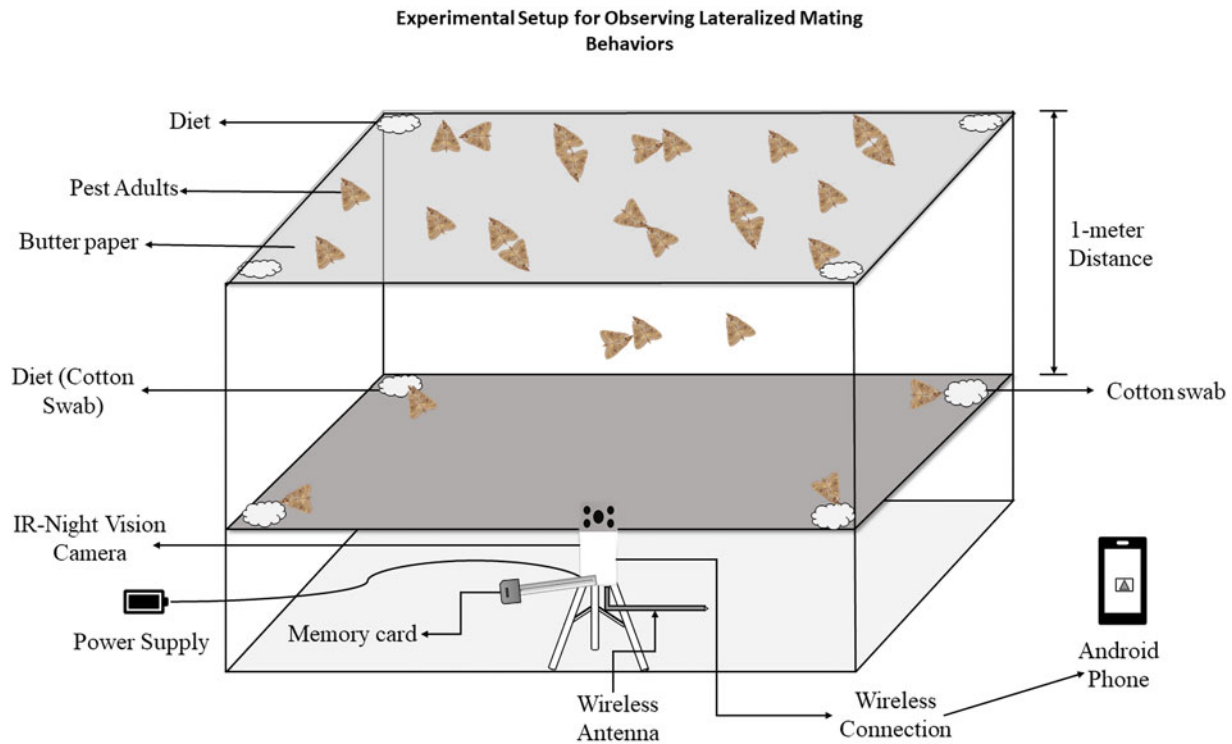 Experimental Setup for Observing Lateralized Mating
Behaviors
Diet
Pest Adults
Butter paper
1-meter
Distance
Diet (Cotton
Swab)
Cotton swab
IR-Night Vision
Camera
Power Supply
Memory card
Wireless
Antenna
Wireless
Connection
Android
Phone